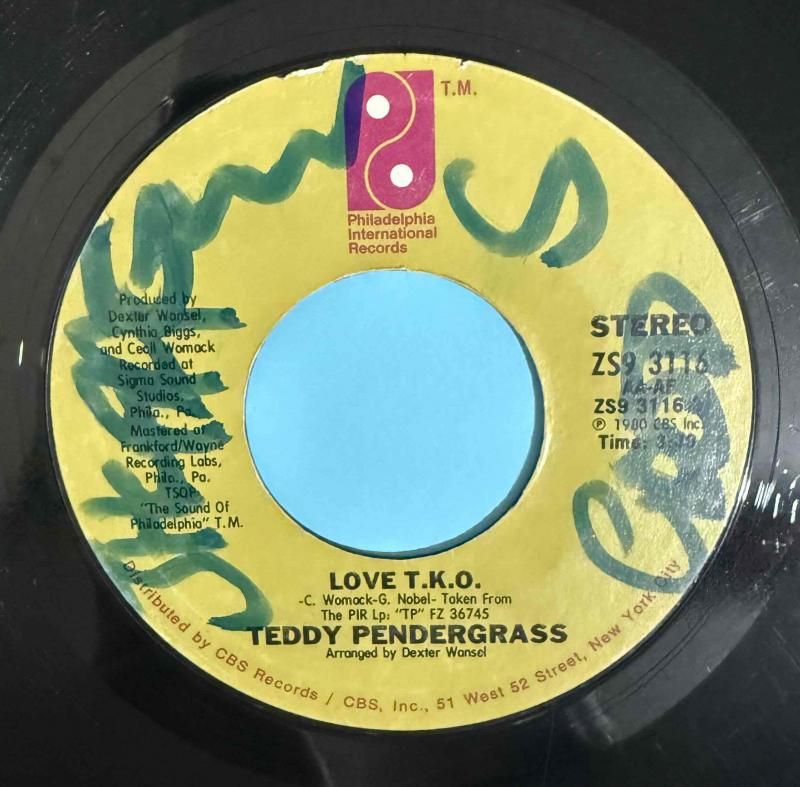 T.M.
Philadelphia
International
Records
Produced by
Dexter Wansel,
Cynthia Biggs,
and Cecil Womack
Recorded at
Sigma Sound
Studios,
Phila., Pa.
Mastered at
Frankford/Wayne
Recording Labs,
Phila., Pa.
TSOP
"The Sound Of
Philadelphia" T.M.
STEREO
ZS9 3116
AA-AF
ZS9 3116
℗ 1980 CBS Inc.
Time:
LOVE T.K.O.
-C. Womack-G. Nobel- Taken From
The PIR Lp: "TP" FZ 36745
TEDDY PENDERGRASS
Arranged by Dexter Wansel
Distributed by CBS Records / CBS, Inc., 51 West 52 Street, New York City